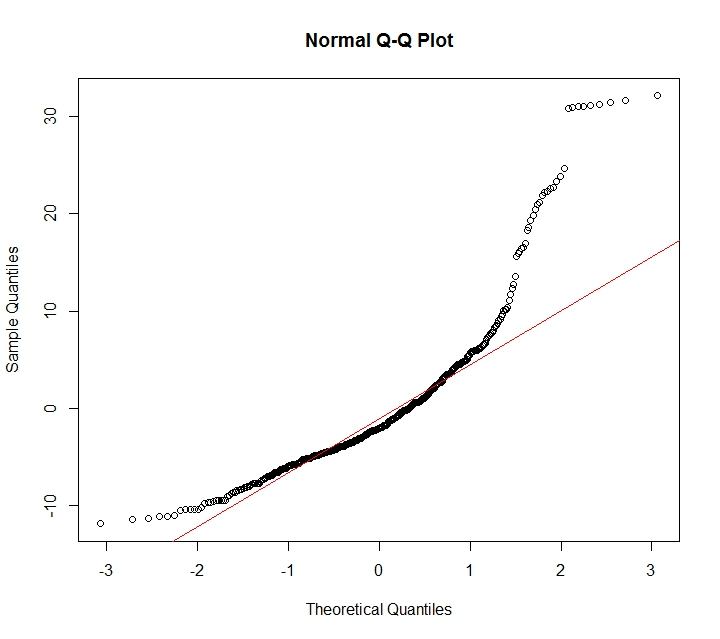 Normal Q-Q Plot
30
20
10
0
-10
Sample Quantiles
-3 -2 -1 0 1 2 3
Theoretical Quantiles